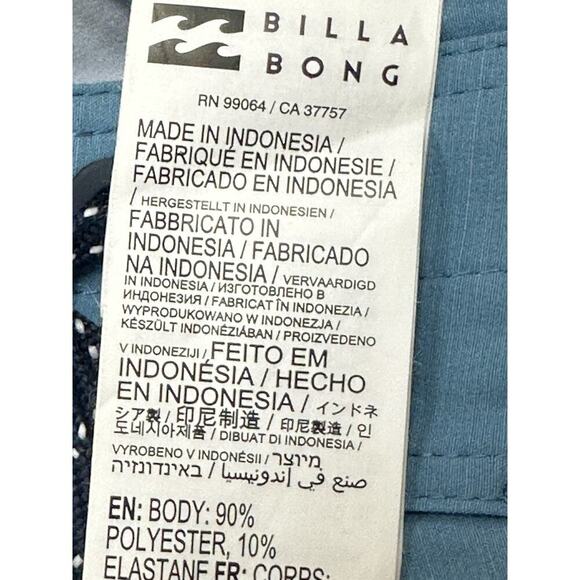 BILLA
BONG
RN 99064 / CA 37757
MADE IN INDONESIA /
FABRIQUÉ EN INDONESIE /
FABRICADO EN INDONESIA
/ HERGESTELLT IN INDONESIEN /
FABBRICATO IN
INDONESIA / FABRICADO
NA INDONESIA / VERVAARDIGD
IN INDONESIA / ИЗГОТОВЛЕНО В
ИНДОНЕЗИЯ / FABRICAT ÎN INDONEZIA /
WYPRODUKOWANO W INDONEZJA /
KÉSZÜLT INDONÉZIÁBAN / PROIZVEDENO
V INDONEZIJI / FEITO EM
INDONÉSIA / HECHO
EN INDONESIA / インドネ
シア製 / 印尼制造 / 印尼製造 / 인
도네시아제품 / DIBUAT DI INDONESIA /
VYROBENO V INDONÉSII / מיוצר
באינדונזיה / صنع في إندونيسيا
EN: BODY: 90%
POLYESTER, 10%
ELASTANE FR: CORPS: